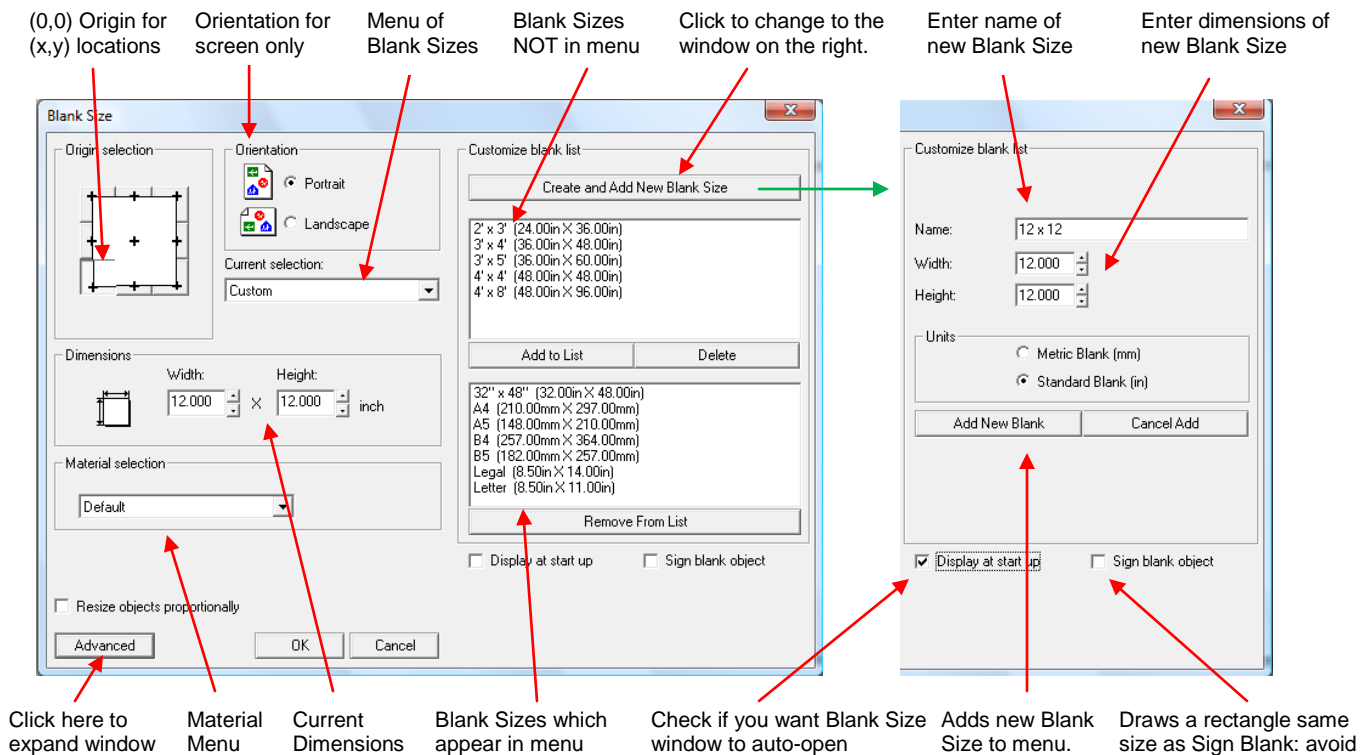 (0,0) Origin for
(x,y) locations
Orientation for
screen only
Menu of
Blank Sizes
Blank Sizes
NOT in menu
Click to change to the
window on the right.
Enter name of
new Blank Size
Enter dimensions of
new Blank Size
Blank Size
Origin selection
Orientation
Portrait
Landscape
Current selection:
Custom
Dimensions
Width:
Height:
12.000 X 12.000 inch
Material selection
Default
Resize objects proportionally
Advanced
OK
Cancel
Customize blank list
Create and Add New Blank Size
2' x 3' (24.00in X 36.00in)
3' x 4' (36.00in X 48.00in)
3' x 5' (36.00in X 60.00in)
4' x 4' (48.00in X 48.00in)
4' x 8' (48.00in X 96.00in)
Add to List
Delete
32'' x 48'' (32.00in X 48.00in)
A4 (210.00mm X 297.00mm)
A5 (148.00mm X 210.00mm)
B4 (257.00mm X 364.00mm)
B5 (182.00mm X 257.00mm)
Legal (8.50in X 14.00in)
Letter (8.50in X 11.00in)
Remove From List
Display at start up
Sign blank object
Customize blank list
Name: 12 x 12
Width: 12.000
Height: 12.000
Units
Metric Blank (mm)
Standard Blank (in)
Add New Blank
Cancel Add
Display at start up
Sign blank object
Click here to
expand window
Material
Menu
Current
Dimensions
Blank Sizes which
appear in menu
Check if you want Blank Size
window to auto-open
Adds new Blank
Size to menu.
Draws a rectangle same
size as Sign Blank: avoid